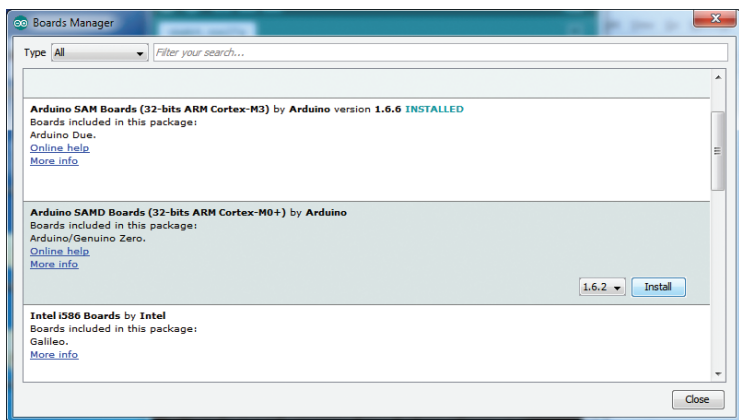 Boards Manager
Type All Filter your search...
Arduino SAM Boards (32-bits ARM Cortex-M3) by Arduino version 1.6.6 INSTALLED
Boards included in this package:
Arduino Due.
Online help
More info
Arduino SAMD Boards (32-bits ARM Cortex-M0+) by Arduino
Boards included in this package:
Arduino/Genuino Zero.
Online help
More info
1.6.2 Install
Intel i586 Boards by Intel
Boards included in this package:
Galileo.
More info
Close